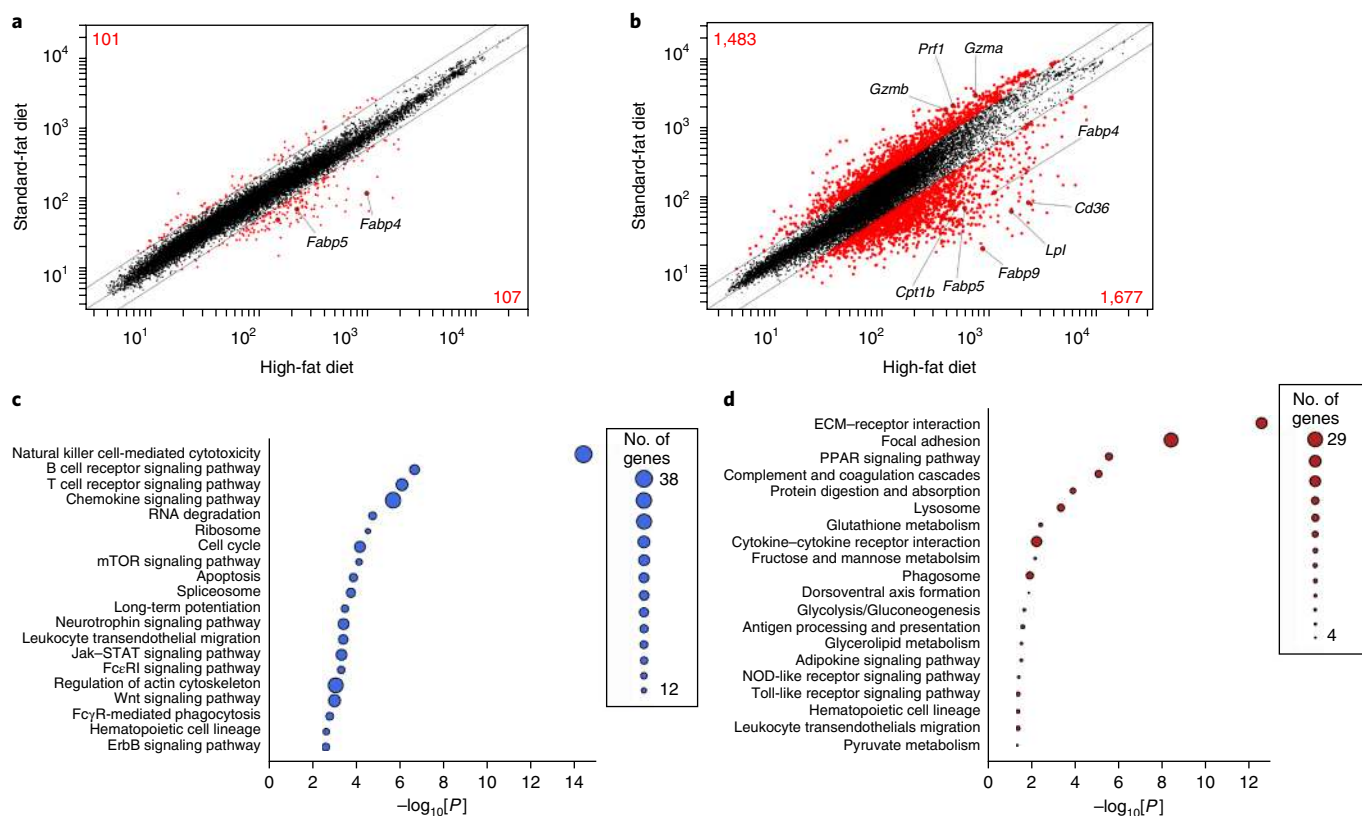 a
101
10⁴
10³
10²
10¹
Standard-fat diet
Fabp5
Fabp4
107
10¹
10²
10³
10⁴
High-fat diet
b
1,483
10⁴
10³
10²
10¹
Standard-fat diet
Prf1
Gzma
Gzmb
Fabp4
Cd36
Lpl
Fabp9
Fabp5
Cpt1b
1,677
10¹
10²
10³
10⁴
High-fat diet
c
Natural killer cell-mediated cytotoxicity
B cell receptor signaling pathway
T cell receptor signaling pathway
Chemokine signaling pathway
RNA degradation
Ribosome
Cell cycle
mTOR signaling pathway
Apoptosis
Spliceosome
Long-term potentiation
Neurotrophin signaling pathway
Leukocyte transendothelial migration
Jak–STAT signaling pathway
FcεRI signaling pathway
Regulation of actin cytoskeleton
Wnt signaling pathway
FcγR-mediated phagocytosis
Hematopoietic cell lineage
ErbB signaling pathway
0 2 4 6 8 10 12 14
–log₁₀[P]
No. of
genes
38
12
d
ECM–receptor interaction
Focal adhesion
PPAR signaling pathway
Complement and coagulation cascades
Protein digestion and absorption
Lysosome
Glutathione metabolism
Cytokine–cytokine receptor interaction
Fructose and mannose metabolsim
Phagosome
Dorsoventral axis formation
Glycolysis/Gluconeogenesis
Antigen processing and presentation
Glycerolipid metabolism
Adipokine signaling pathway
NOD-like receptor signaling pathway
Toll-like receptor signaling pathway
Hematopoietic cell lineage
Leukocyte transendothelials migration
Pyruvate metabolism
0 2 4 6 8 10 12
–log₁₀[P]
No. of
genes
29
4